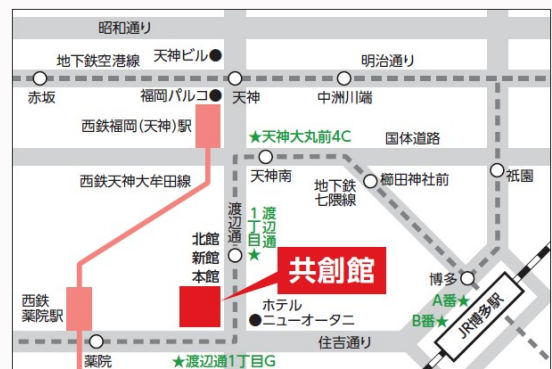 昭和通り
地下鉄空港線
天神ビル●
明治通り
赤坂
福岡パルコ●
天神
中洲川端
西鉄福岡(天神)駅
★天神大丸前4C
国体道路
西鉄天神大牟田線
天神南
地下鉄
七隈線
櫛田神社前
祇園
渡辺通
渡辺通
1丁目
★
北館
新館
本館
共創館
博多
A番★
B番★
JR博多駅
西鉄
薬院駅
ホテル
●ニューオータニ
住吉通り
薬院
★渡辺通1丁目G